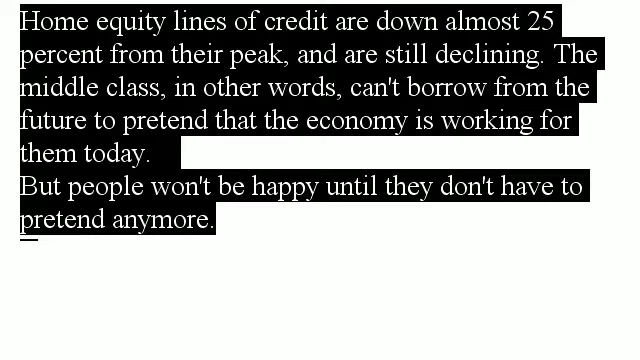 Home equity lines of credit are down almost 25
percent from their peak, and are still declining. The
middle class, in other words, can't borrow from the
future to pretend that the economy is working for
them today.
But people won't be happy until they don't have to
pretend anymore.